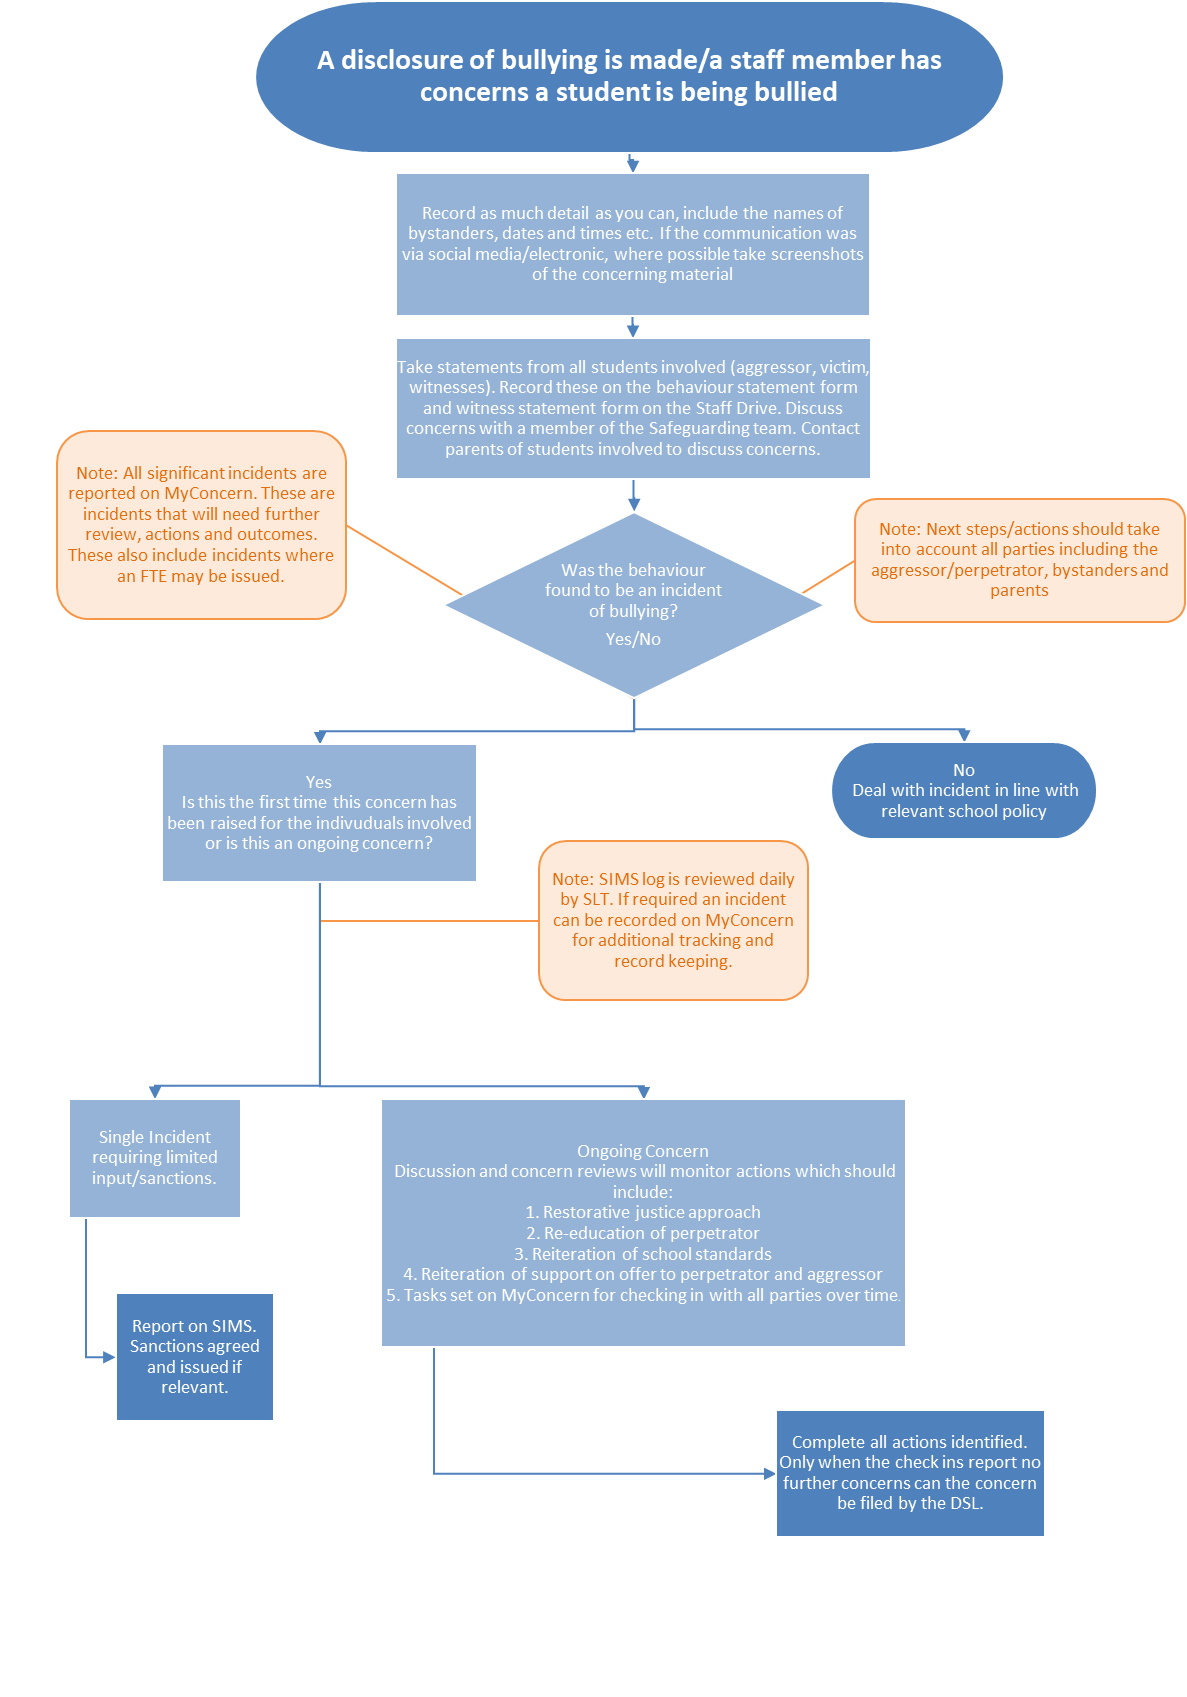 A disclosure of bullying is made/a staff member has
concerns a student is being bullied
Record as much detail as you can, include the names of
bystanders, dates and times etc. If the communication was
via social media/electronic, where possible take screenshots
of the concerning material
Take statements from all students involved (aggressor, victim,
witnesses). Record these on the behaviour statement form
and witness statement form on the Staff Drive. Discuss
concerns with a member of the Safeguarding team. Contact
parents of students involved to discuss concerns.
Note: All significant incidents are
reported on MyConcern. These are
incidents that will need further
review, actions and outcomes.
These also include incidents where
an FTE may be issued.
Note: Next steps/actions should take
into account all parties including the
aggressor/perpetrator, bystanders and
parents
Was the behaviour
found to be an incident
of bullying?
Yes/No
Yes
Is this the first time this concern has
been raised for the indivuduals involved
or is this an ongoing concern?
No
Deal with incident in line with
relevant school policy
Note: SIMS log is reviewed daily
by SLT. If required an incident
can be recorded on MyConcern
for additional tracking and
record keeping.
Single Incident
requiring limited
input/sanctions.
Ongoing Concern
Discussion and concern reviews will monitor actions which should
include:
1. Restorative justice approach
2. Re-education of perpetrator
3. Reiteration of school standards
4. Reiteration of support on offer to perpetrator and aggressor
5. Tasks set on MyConcern for checking in with all parties over time.
Report on SIMS.
Sanctions agreed
and issued if
relevant.
Complete all actions identified.
Only when the check ins report no
further concerns can the concern
be filed by the DSL.